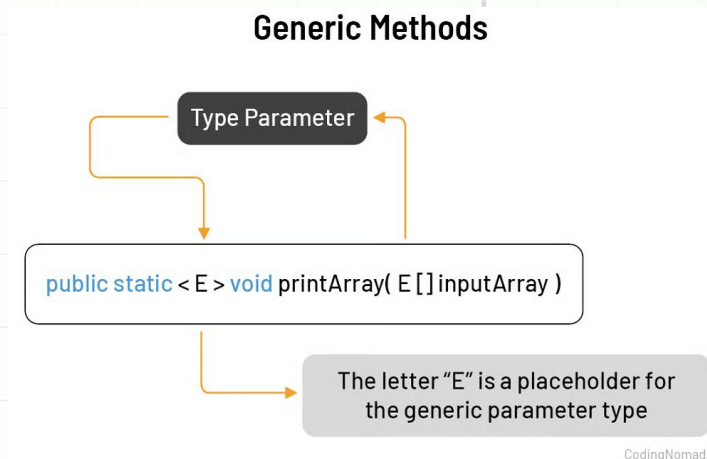 Generic Methods
Type Parameter
public static < E > void printArray( E [ ] inputArray )
The letter “E” is a placeholder for
the generic parameter type
CodingNomad